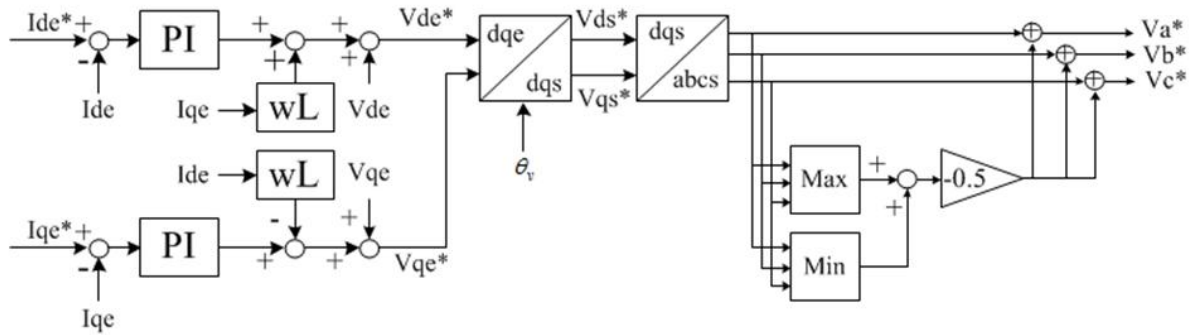 Ide* + PI + + + + Vde*
-
Ide Iqe wL Vde
dqe dqs
θv
Vds*
Vqs*
dqs abcs
Va*
Vb*
Vc*
Ide wL Vqe
- +
Iqe* + PI + + Vqe*
-
Iqe
Max + -0.5
+
Min